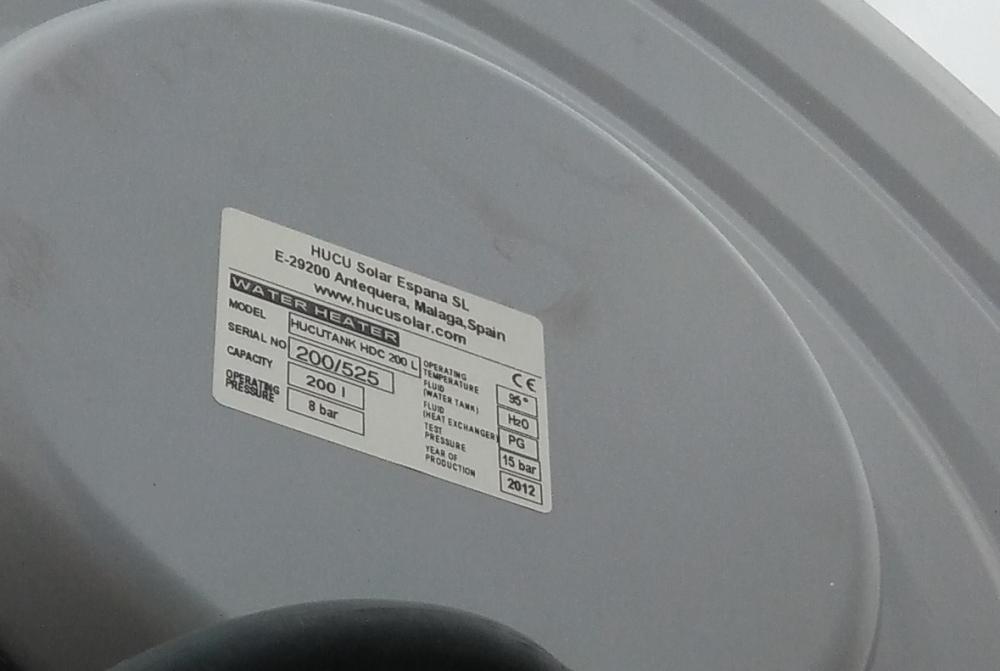 HUCU Solar Espana SL
E-29200 Antequera, Malaga,Spain
www.hucusolar.com
WATER HEATER
MODEL HUCUTANK HDC 200 L
SERIAL NO 200/525
CAPACITY 200 l
OPERATING
PRESSURE 8 bar
CE
OPERATING
TEMPERATURE 95°
FLUID
(WATER TANK) H2O
FLUID
(HEAT EXCHANGER) PG
TEST
PRESSURE 15 bar
YEAR OF
PRODUCTION 2012